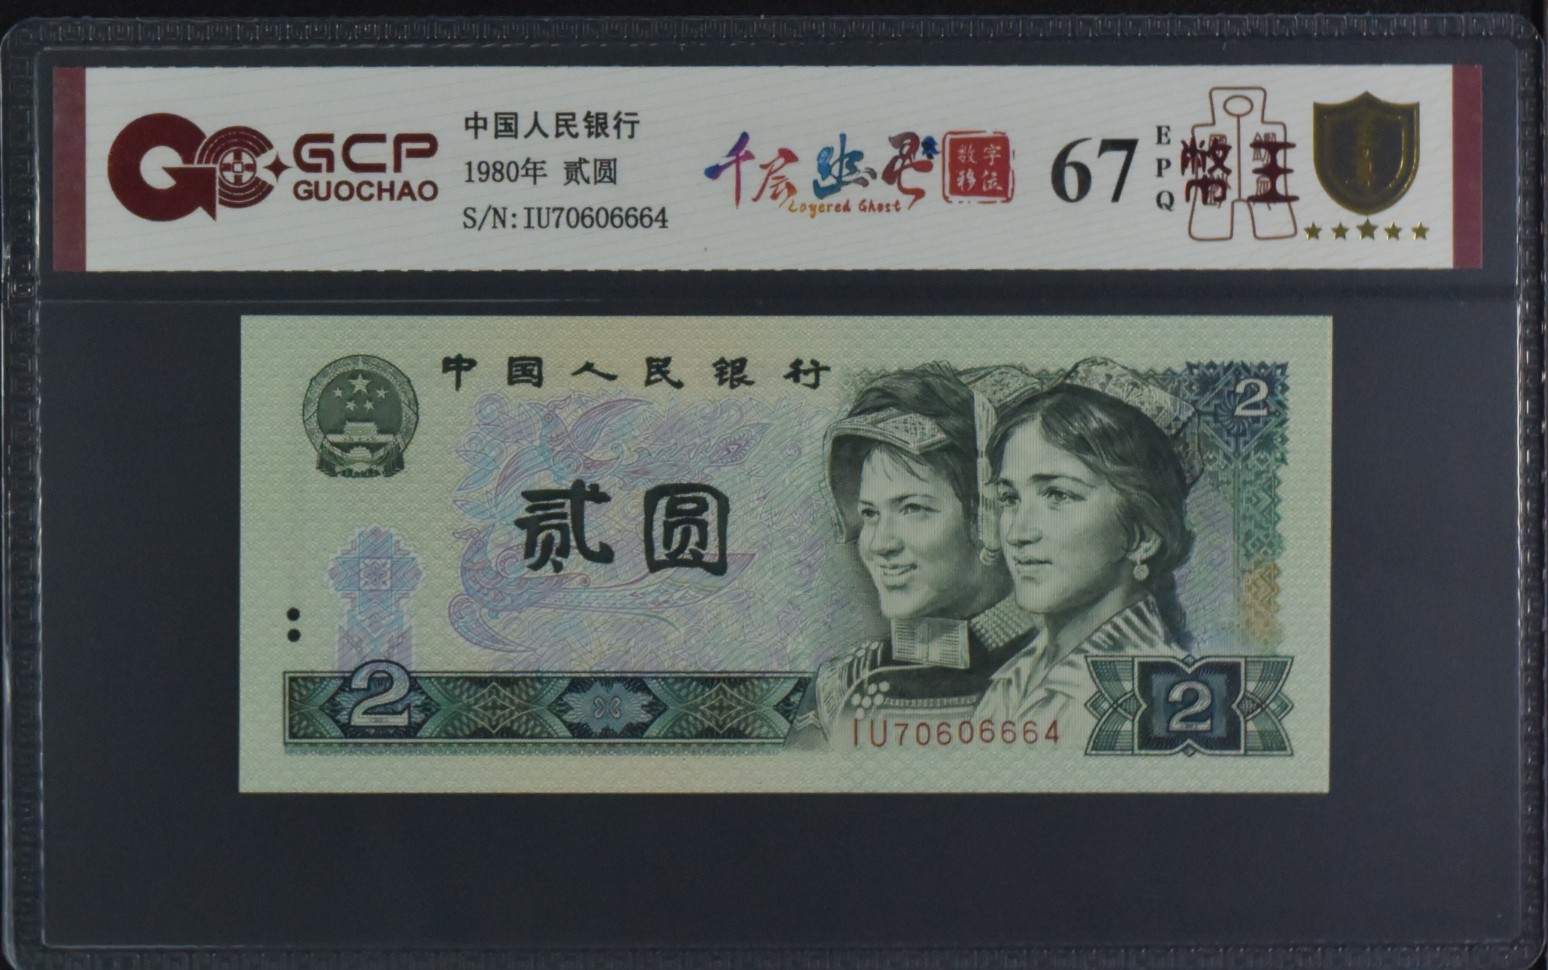 GCP
GUOCHAO
中国人民银行
1980年 贰圆
S/N:IU70606664
千层幽灵
Layered Ghost
数字
移位
67
EPQ
中国人民银行
2
贰圆
2
IU70606664
2